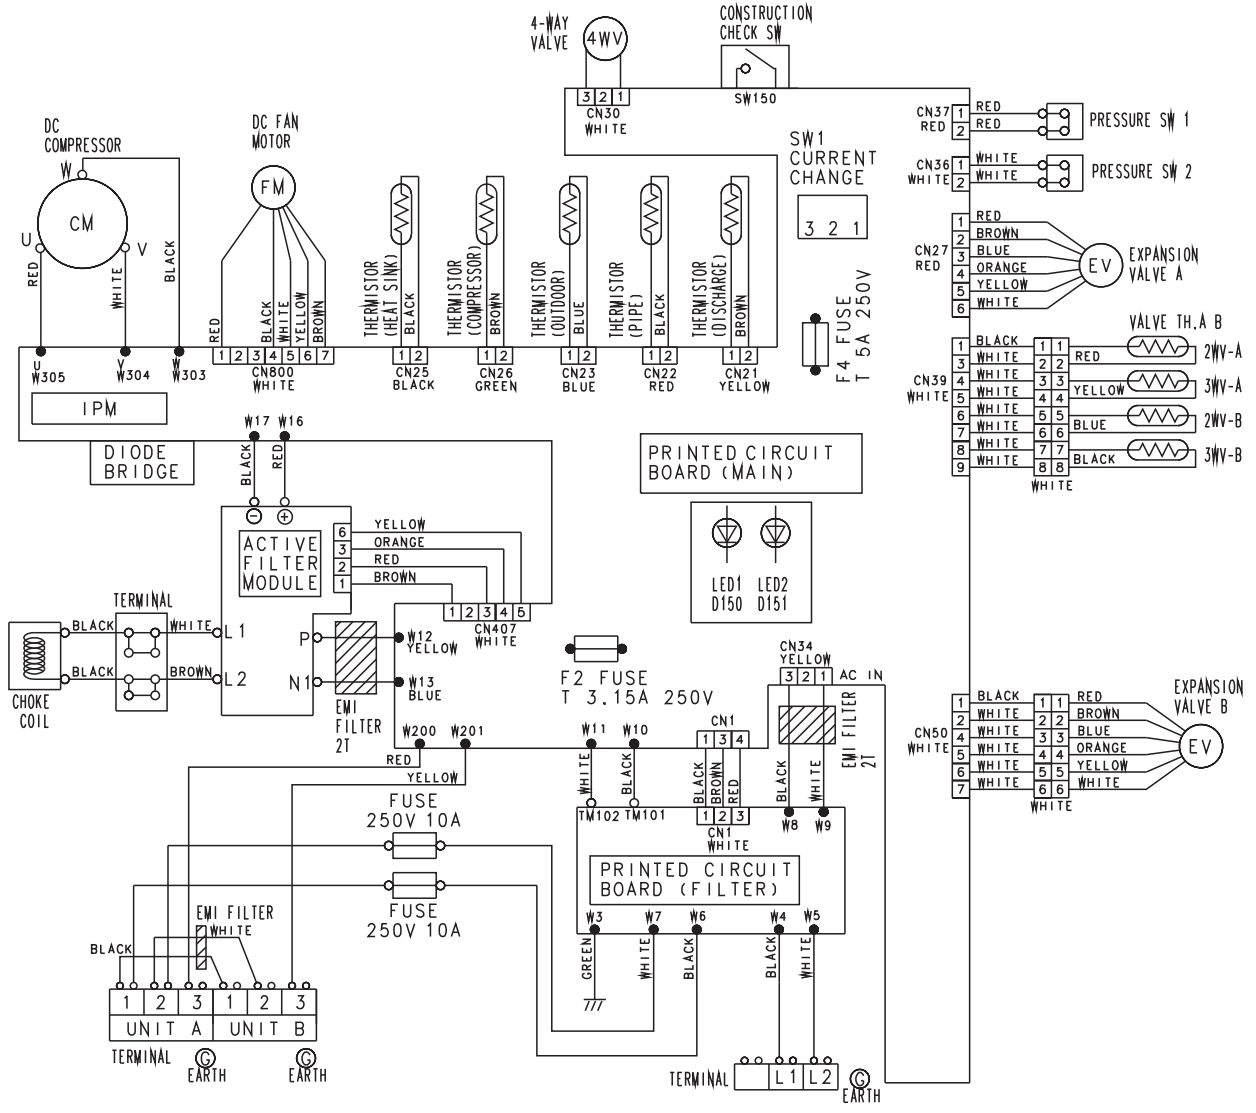 4-WAY
VALVE
4WV
CONSTRUCTION
CHECK SW
SW150
3 2 1
CN30
WHITE
CN37
RED
1
2
RED
RED
PRESSURE SW 1
CN36
WHITE
1
2
WHITE
WHITE
PRESSURE SW 2
DC
COMPRESSOR
W
CM
U
V
RED
WHITE
BLACK
U
W305
V
W304
W
W303
IPM
DIODE
BRIDGE
DC FAN
MOTOR
FM
RED
BLACK
WHITE
YELLOW
BROWN
1 2 3 4 5 6 7
CN800
WHITE
THERMISTOR
(HEAT SINK)
BLACK
1 2
CN25
BLACK
THERMISTOR
(COMPRESSOR)
BROWN
1 2
CN26
GREEN
THERMISTOR
(OUTDOOR)
BLUE
1 2
CN23
BLUE
THERMISTOR
(PIPE)
BLACK
1 2
CN22
RED
THERMISTOR
(DISCHARGE)
BROWN
1 2
CN21
YELLOW
SW1
CURRENT
CHANGE
3 2 1
F4 FUSE
T 5A 250V
CN27
RED
1
2
3
4
5
6
RED
BROWN
BLUE
ORANGE
YELLOW
WHITE
EV
EXPANSION
VALVE A
VALVE TH.A B
CN39
WHITE
1
3
4
5
6
7
8
9
BLACK
WHITE
WHITE
WHITE
WHITE
WHITE
WHITE
WHITE
1 1
2 2
3 3
4 4
5 5
6 6
7 7
8 8
WHITE
RED
YELLOW
BLUE
BLACK
2WV-A
3WV-A
2WV-B
3WV-B
PRINTED CIRCUIT
BOARD (MAIN)
LED1
D150
LED2
D151
W17
W16
BLACK
RED
−
+
ACTIVE
FILTER
MODULE
6
3
2
1
YELLOW
ORANGE
RED
BROWN
1 2 3 4 5
CN407
WHITE
TERMINAL
BLACK
WHITE
L1
BLACK
BROWN
L2
CHOKE
COIL
P
N1
EMI
FILTER
2T
W12
YELLOW
W13
BLUE
W200
W201
RED
YELLOW
F2 FUSE
T 3.15A 250V
CN34
YELLOW
3 2 1
AC IN
EMI FILTER
2T
BLACK
WHITE
W8
W9
W11
W10
WHITE
BLACK
TM102
TM101
CN1
1 3 4
BLACK
BROWN
RED
1 2 3
CN1
WHITE
PRINTED CIRCUIT
BOARD (FILTER)
W3
W7
W6
W4
W5
GREEN
WHITE
BLACK
BLACK
WHITE
CN50
WHITE
1
2
4
5
6
7
BLACK
WHITE
WHITE
WHITE
WHITE
WHITE
1 1
2 2
3 3
4 4
5 5
6 6
WHITE
RED
BROWN
BLUE
ORANGE
YELLOW
WHITE
EV
EXPANSION
VALVE B
FUSE
250V 10A
FUSE
250V 10A
EMI FILTER
WHITE
BLACK
1 2 3 1 2 3
UNIT A UNIT B
TERMINAL
G
EARTH
G
EARTH
TERMINAL
L1 L2
G
EARTH